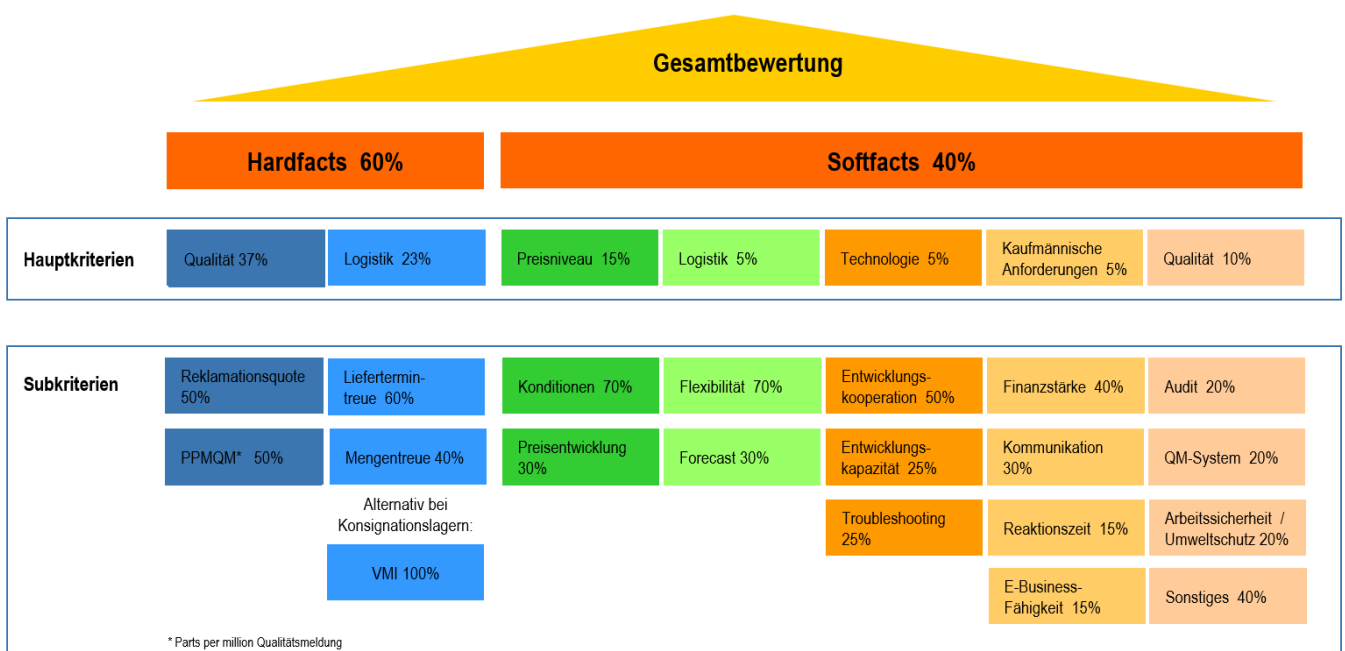 Gesamtbewertung
Hardfacts 60%
Softfacts 40%
Hauptkriterien
Qualität 37%
Logistik 23%
Preisniveau 15%
Logistik 5%
Technologie 5%
Kaufmännische
Anforderungen 5%
Qualität 10%
Subkriterien
Reklamationsquote
50%
Liefertermin-
treue 60%
Konditionen 70%
Flexibilität 70%
Entwicklungs-
kooperation 50%
Finanzstärke 40%
Audit 20%
PPMQM* 50%
Mengentreue 40%
Preisentwicklung
30%
Forecast 30%
Entwicklungs-
kapazität 25%
Kommunikation
30%
QM-System 20%
Alternativ bei
Konsignationslagern:
Troubleshooting
25%
Reaktionszeit 15%
Arbeitssicherheit /
Umweltschutz 20%
VMI 100%
E-Business-
Fähigkeit 15%
Sonstiges 40%
* Parts per million Qualitätsmeldung